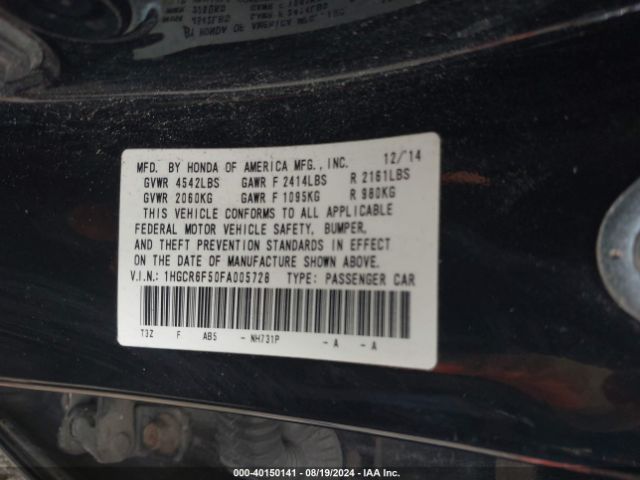 MFD. BY HONDA OF AMERICA MFG., INC. 12/14
GVWR 4542LBS GAWR F 2414LBS R 2161LBS
GVWR 2060KG GAWR F 1095KG R 980KG
THIS VEHICLE CONFORMS TO ALL APPLICABLE
FEDERAL MOTOR VEHICLE SAFETY, BUMPER,
AND THEFT PREVENTION STANDARDS IN EFFECT
ON THE DATE OF MANUFACTURE SHOWN ABOVE.
V.I.N.: 1HGCR6F50FA005728 TYPE: PASSENGER CAR
T3Z F AB5 - NH731P - A - A
000-40150141 - 08/19/2024 - IAA Inc.